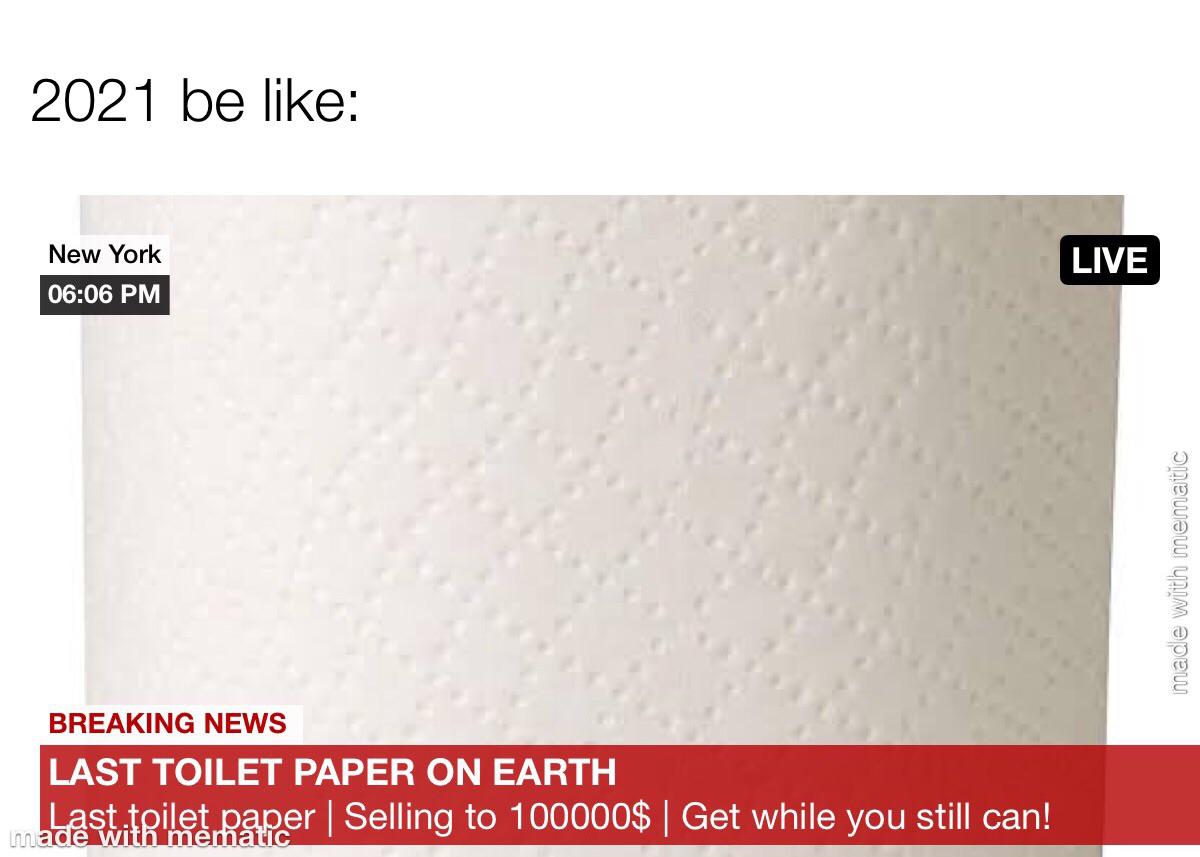 2021 be like:
New York
06:06 PM
LIVE
made with mematic
BREAKING NEWS
LAST TOILET PAPER ON EARTH
Last toilet paper | Selling to 100000$ | Get while you still can!
made with mematic